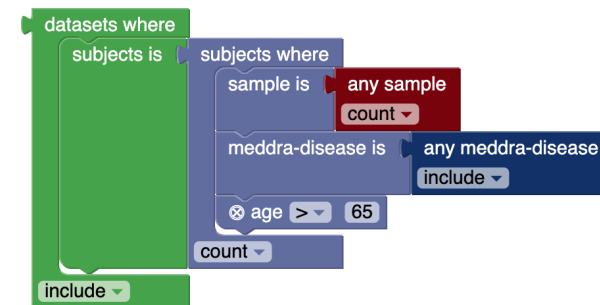 datasets where
subjects is subjects where
sample is any sample
count
meddra-disease is any meddra-disease
include
⊗ age > 65
count
include